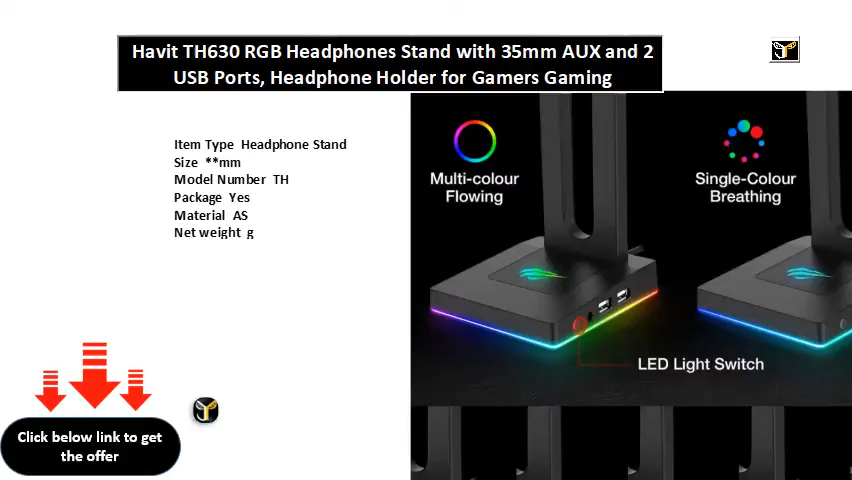 Havit TH630 RGB Headphones Stand with 35mm AUX and 2
USB Ports, Headphone Holder for Gamers Gaming
Item Type Headphone Stand
Size **mm
Model Number TH
Package Yes
Material AS
Net weight g
Multi-colour
Flowing
Single-Colour
Breathing
LED Light Switch
Click below link to get
the offer